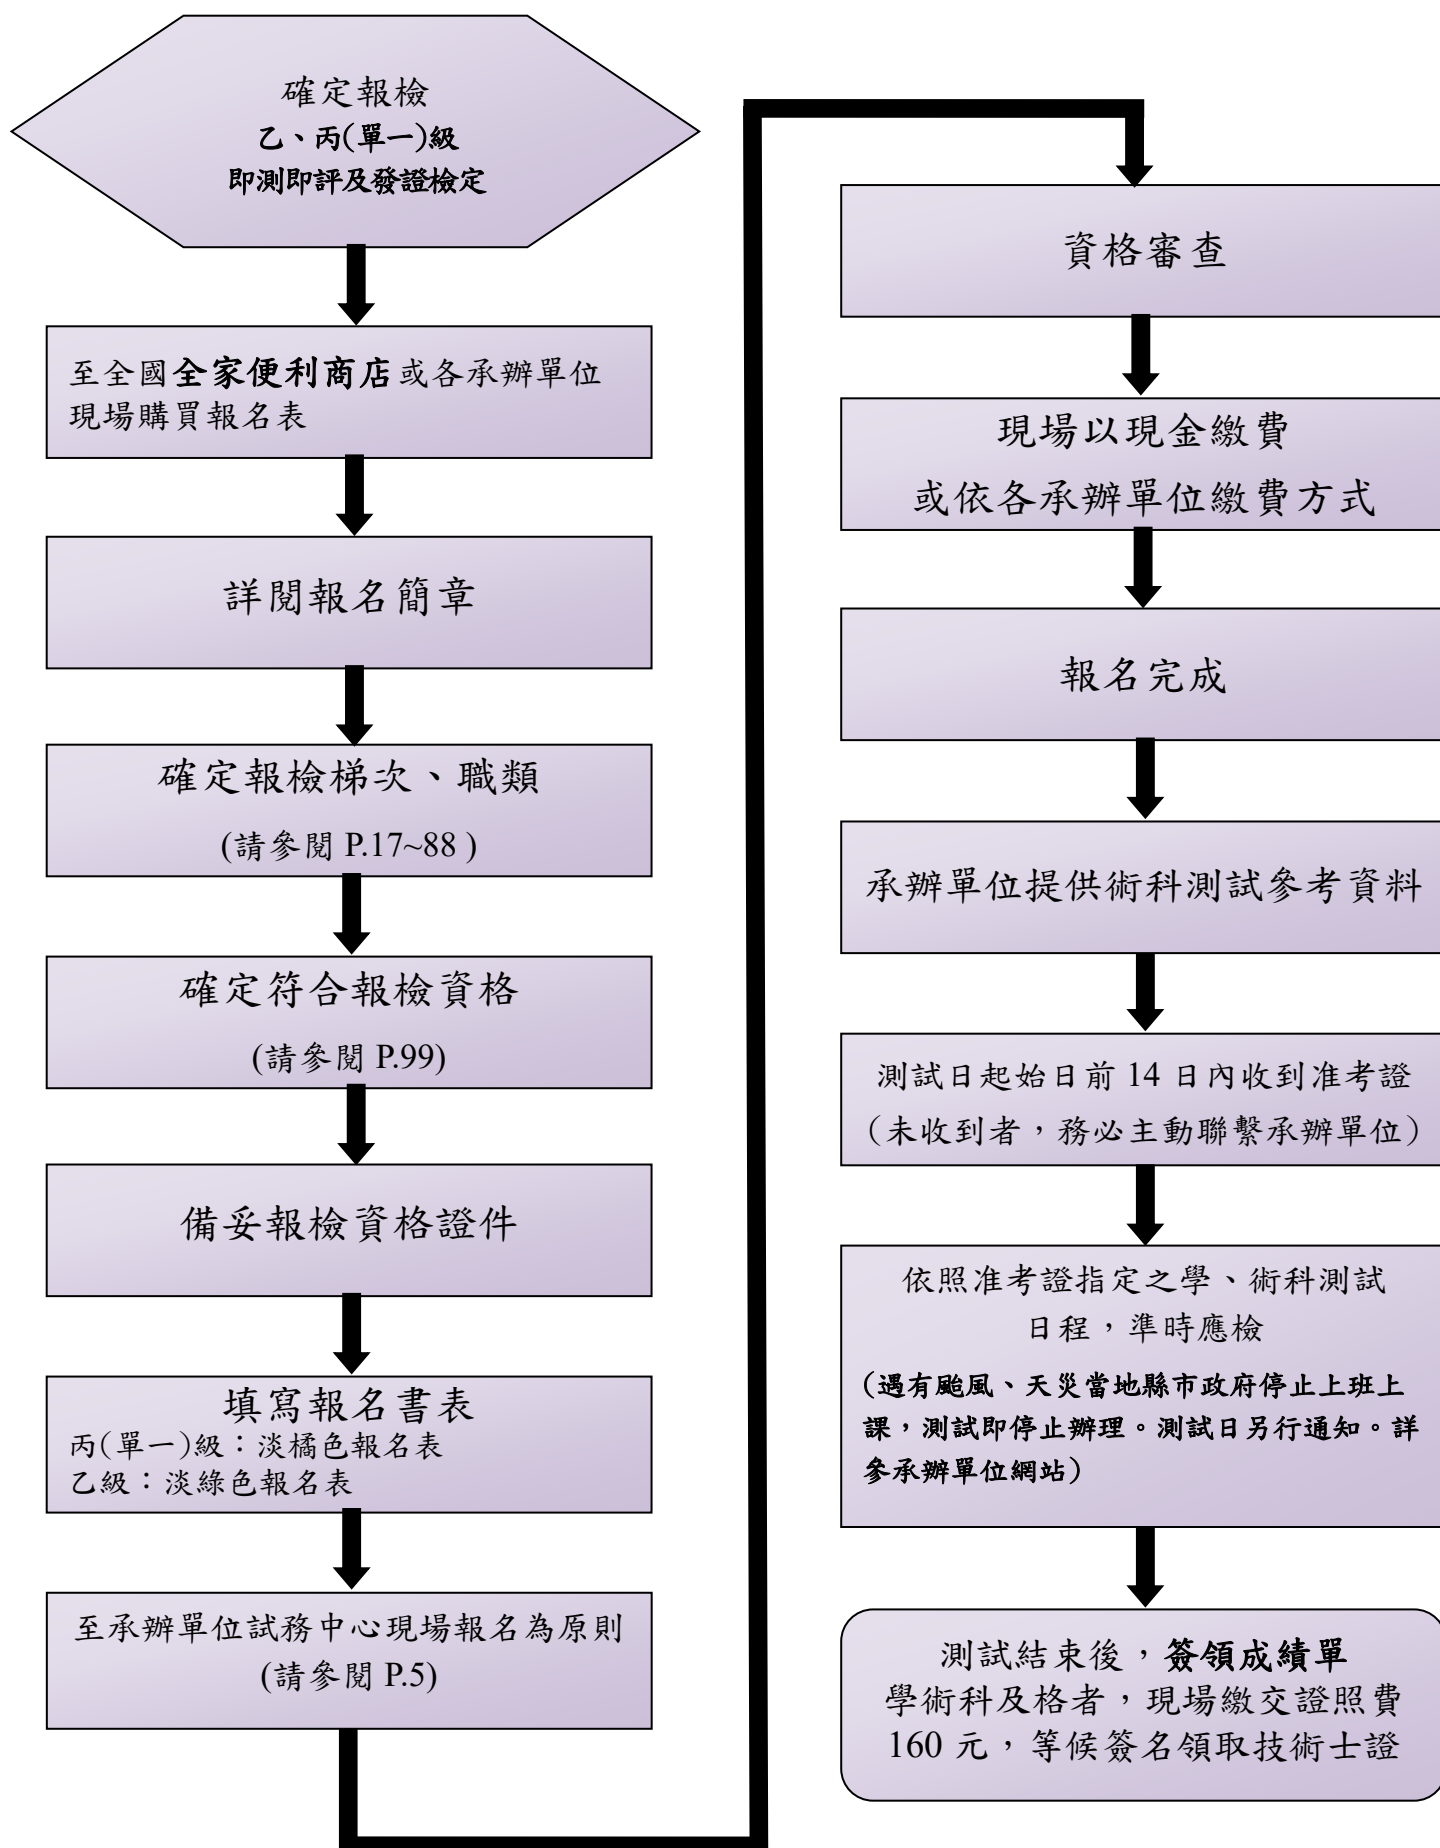 確定報檢
乙、丙(單一)級
即測即評及發證檢定
至全國全家便利商店或各承辦單位
現場購買報名表
詳閱報名簡章
確定報檢梯次、職類
(請參閱 P.17~88 )
確定符合報檢資格
(請參閱 P.99)
備妥報檢資格證件
填寫報名書表
丙(單一)級：淡橘色報名表
乙級：淡綠色報名表
至承辦單位試務中心現場報名為原則
(請參閱 P.5)
資格審查
現場以現金繳費
或依各承辦單位繳費方式
報名完成
承辦單位提供術科測試參考資料
測試日起始日前 14 日內收到准考證
（未收到者，務必主動聯繫承辦單位）
依照准考證指定之學、術科測試
日程，準時應檢
（遇有颱風、天災當地縣市政府停止上班上
課，測試即停止辦理。測試日另行通知。詳
參承辦單位網站）
測試結束後，簽領成績單
學術科及格者，現場繳交證照費
160 元，等候簽名領取技術士證